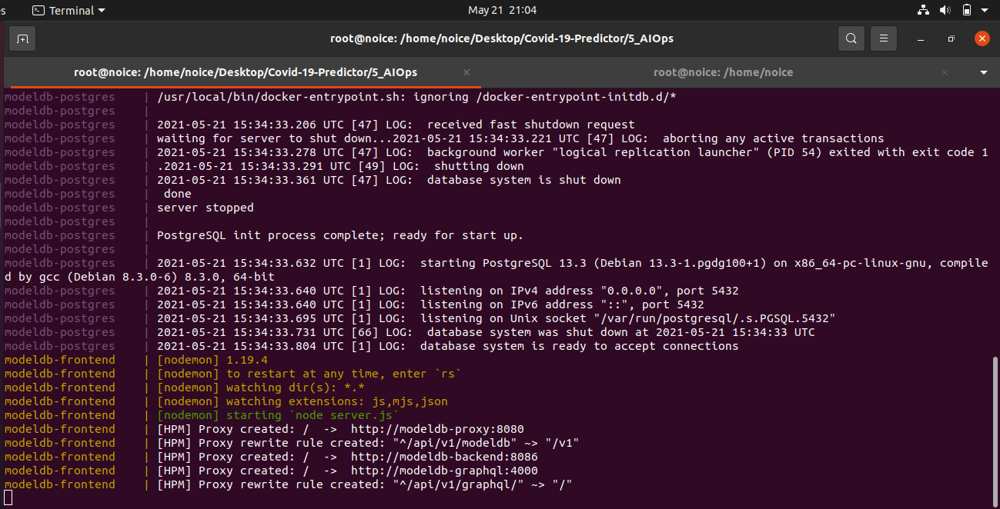 s
Terminal
May 21 21:04
root@noice: /home/noice/Desktop/Covid-19-Predictor/5_AIOps
root@noice: /home/noice/Desktop/Covid-19-Predictor/5_AIOps
root@noice: /home/noice
modeldb-postgres | /usr/local/bin/docker-entrypoint.sh: ignoring /docker-entrypoint-initdb.d/*
modeldb-postgres |
modeldb-postgres | 2021-05-21 15:34:33.206 UTC [47] LOG:  received fast shutdown request
modeldb-postgres | waiting for server to shut down...2021-05-21 15:34:33.221 UTC [47] LOG:  aborting any active transactions
modeldb-postgres | 2021-05-21 15:34:33.278 UTC [47] LOG:  background worker "logical replication launcher" (PID 54) exited with exit code 1
modeldb-postgres | .2021-05-21 15:34:33.291 UTC [49] LOG:  shutting down
modeldb-postgres | 2021-05-21 15:34:33.361 UTC [47] LOG:  database system is shut down
modeldb-postgres |  done
modeldb-postgres | server stopped
modeldb-postgres |
modeldb-postgres | PostgreSQL init process complete; ready for start up.
modeldb-postgres |
modeldb-postgres | 2021-05-21 15:34:33.632 UTC [1] LOG:  starting PostgreSQL 13.3 (Debian 13.3-1.pgdg100+1) on x86_64-pc-linux-gnu, compile
d by gcc (Debian 8.3.0-6) 8.3.0, 64-bit
modeldb-postgres | 2021-05-21 15:34:33.640 UTC [1] LOG:  listening on IPv4 address "0.0.0.0", port 5432
modeldb-postgres | 2021-05-21 15:34:33.640 UTC [1] LOG:  listening on IPv6 address "::", port 5432
modeldb-postgres | 2021-05-21 15:34:33.695 UTC [1] LOG:  listening on Unix socket "/var/run/postgresql/.s.PGSQL.5432"
modeldb-postgres | 2021-05-21 15:34:33.731 UTC [66] LOG:  database system was shut down at 2021-05-21 15:34:33 UTC
modeldb-postgres | 2021-05-21 15:34:33.804 UTC [1] LOG:  database system is ready to accept connections
modeldb-frontend | [nodemon] 1.19.4
modeldb-frontend | [nodemon] to restart at any time, enter `rs`
modeldb-frontend | [nodemon] watching dir(s): *.*
modeldb-frontend | [nodemon] watching extensions: js,mjs,json
modeldb-frontend | [nodemon] starting `node server.js`
modeldb-frontend | [HPM] Proxy created: /  ->  http://modeldb-proxy:8080
modeldb-frontend | [HPM] Proxy rewrite rule created: "^/api/v1/modeldb" ~> "/v1"
modeldb-frontend | [HPM] Proxy created: /  ->  http://modeldb-backend:8086
modeldb-frontend | [HPM] Proxy created: /  ->  http://modeldb-graphql:4000
modeldb-frontend | [HPM] Proxy rewrite rule created: "^/api/v1/graphql/" ~> "/"